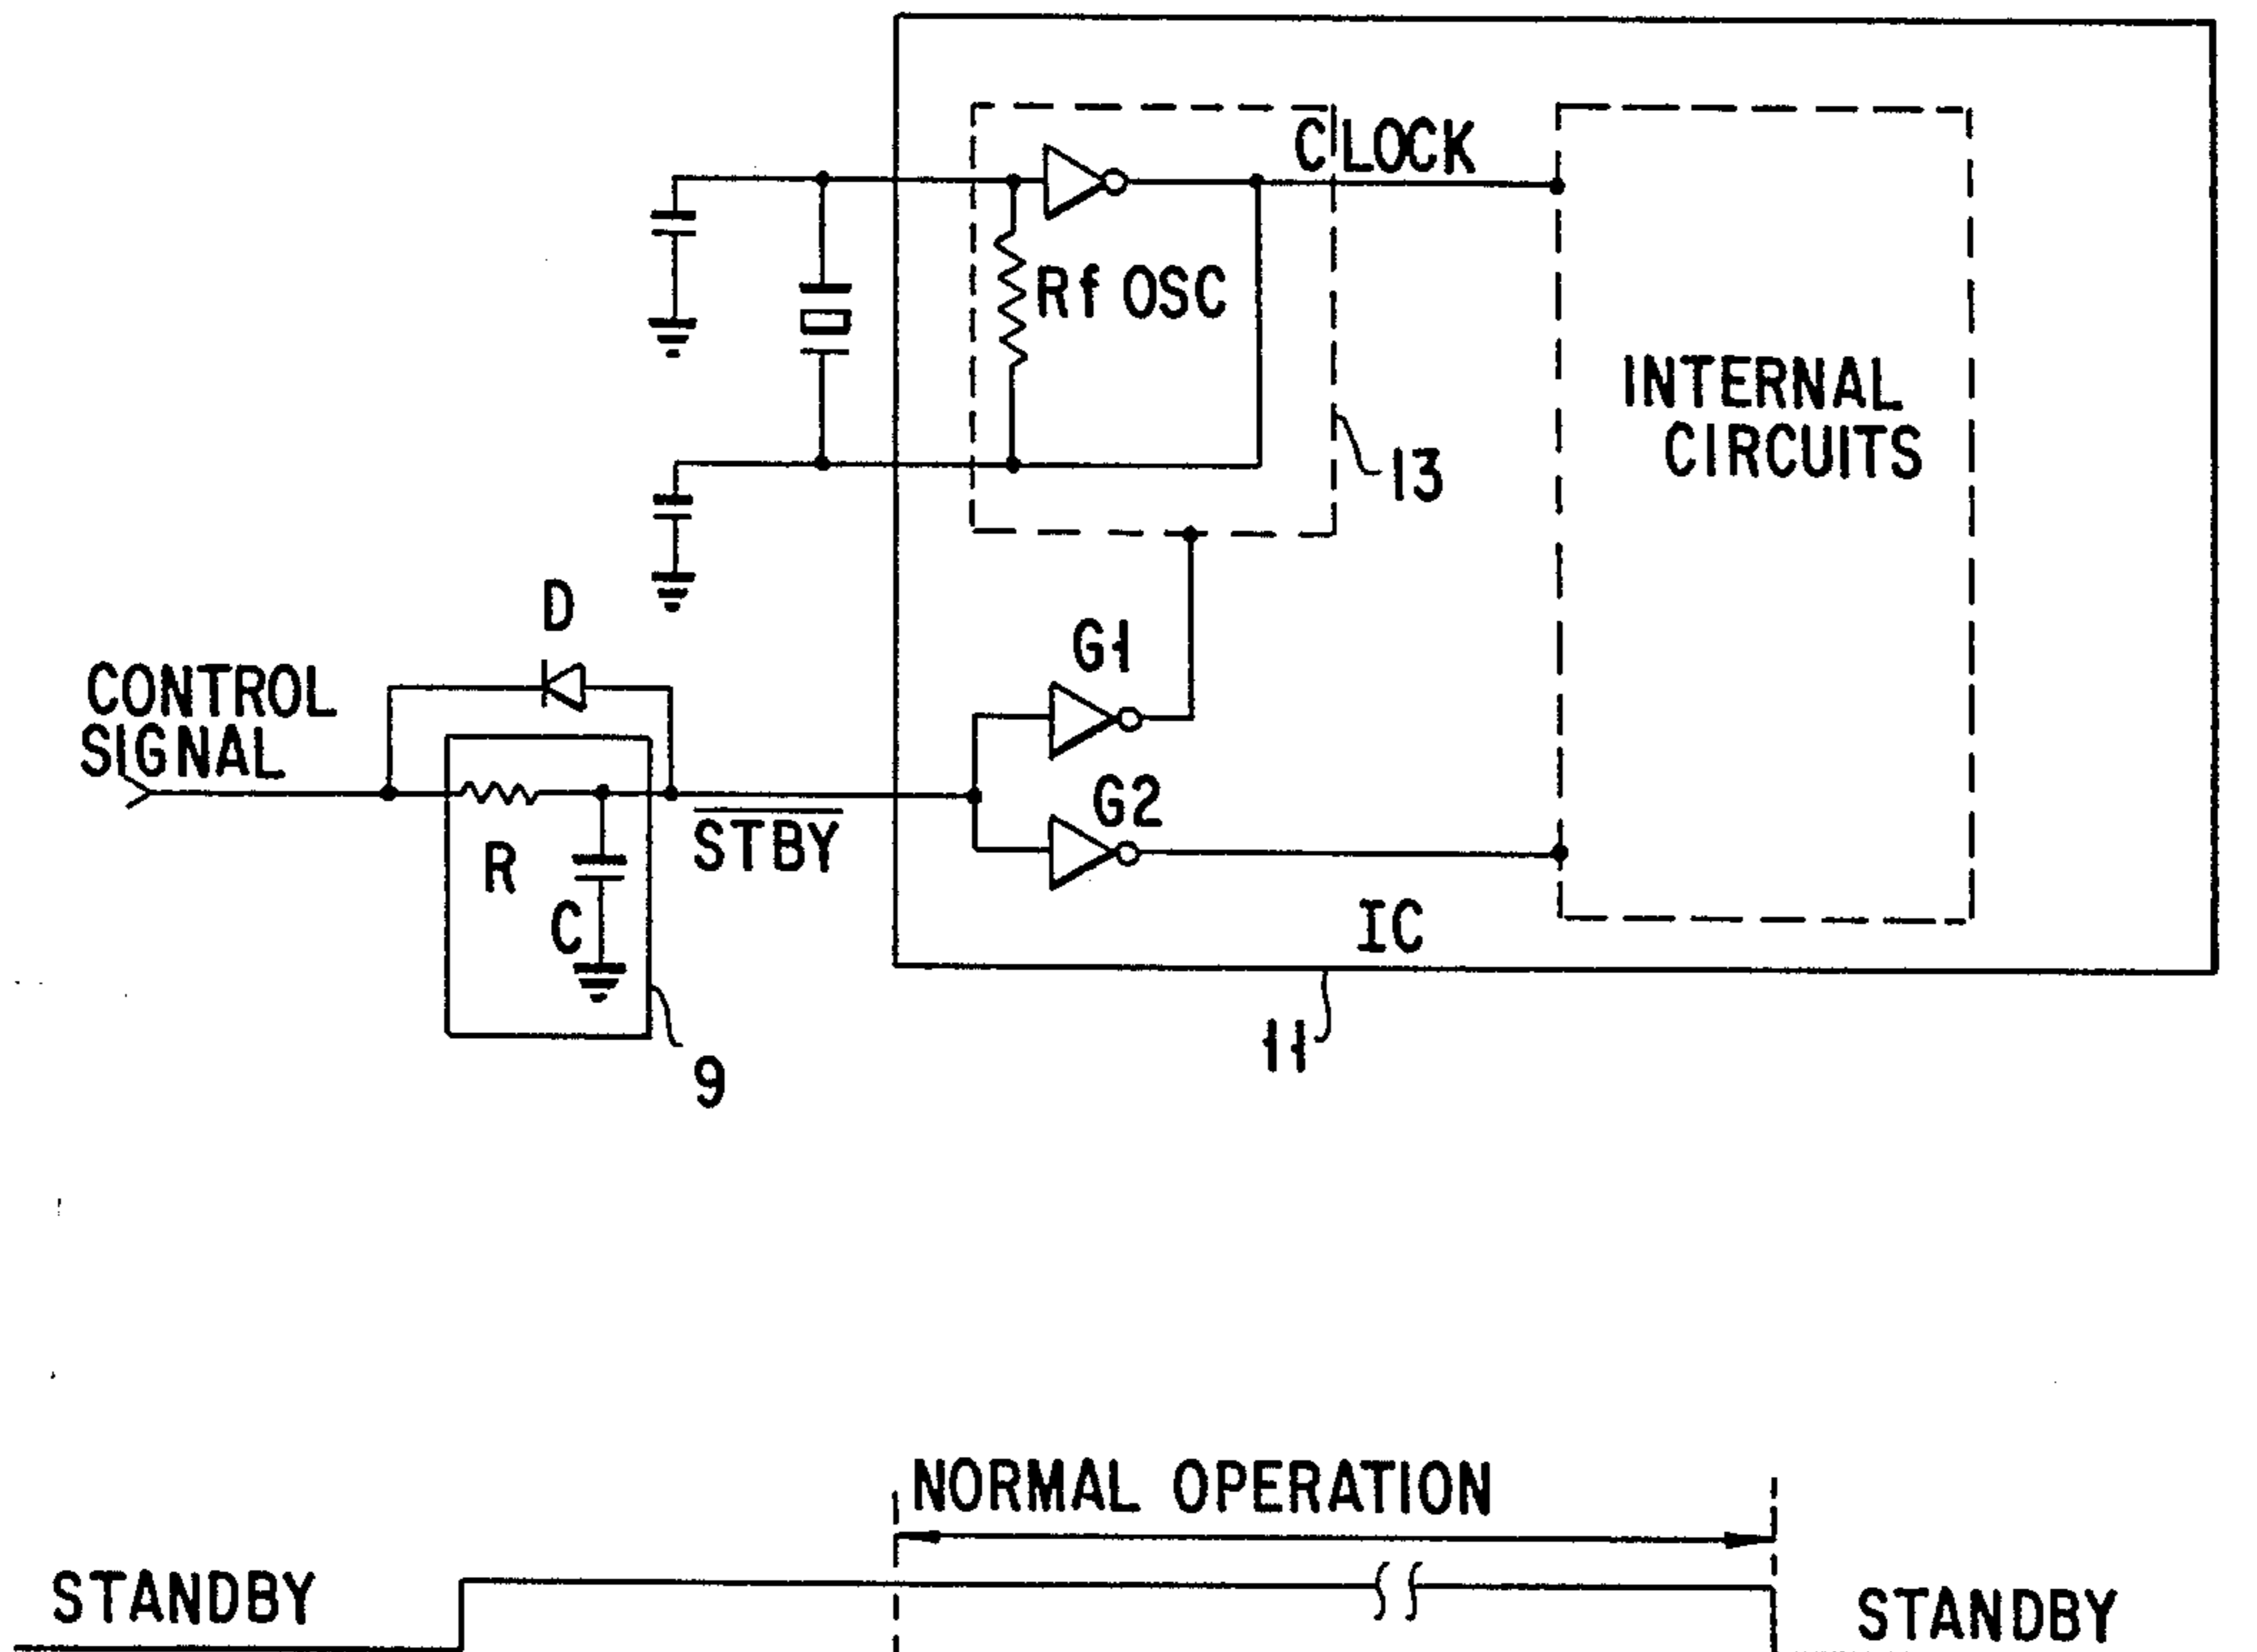 CLOCK
Rf OSC
INTERNAL
CIRCUITS
13
D
G1
CONTROL
SIGNAL
G2
STBY
R
C
IC
11
9
NORMAL OPERATION
STANDBY
STANDBY